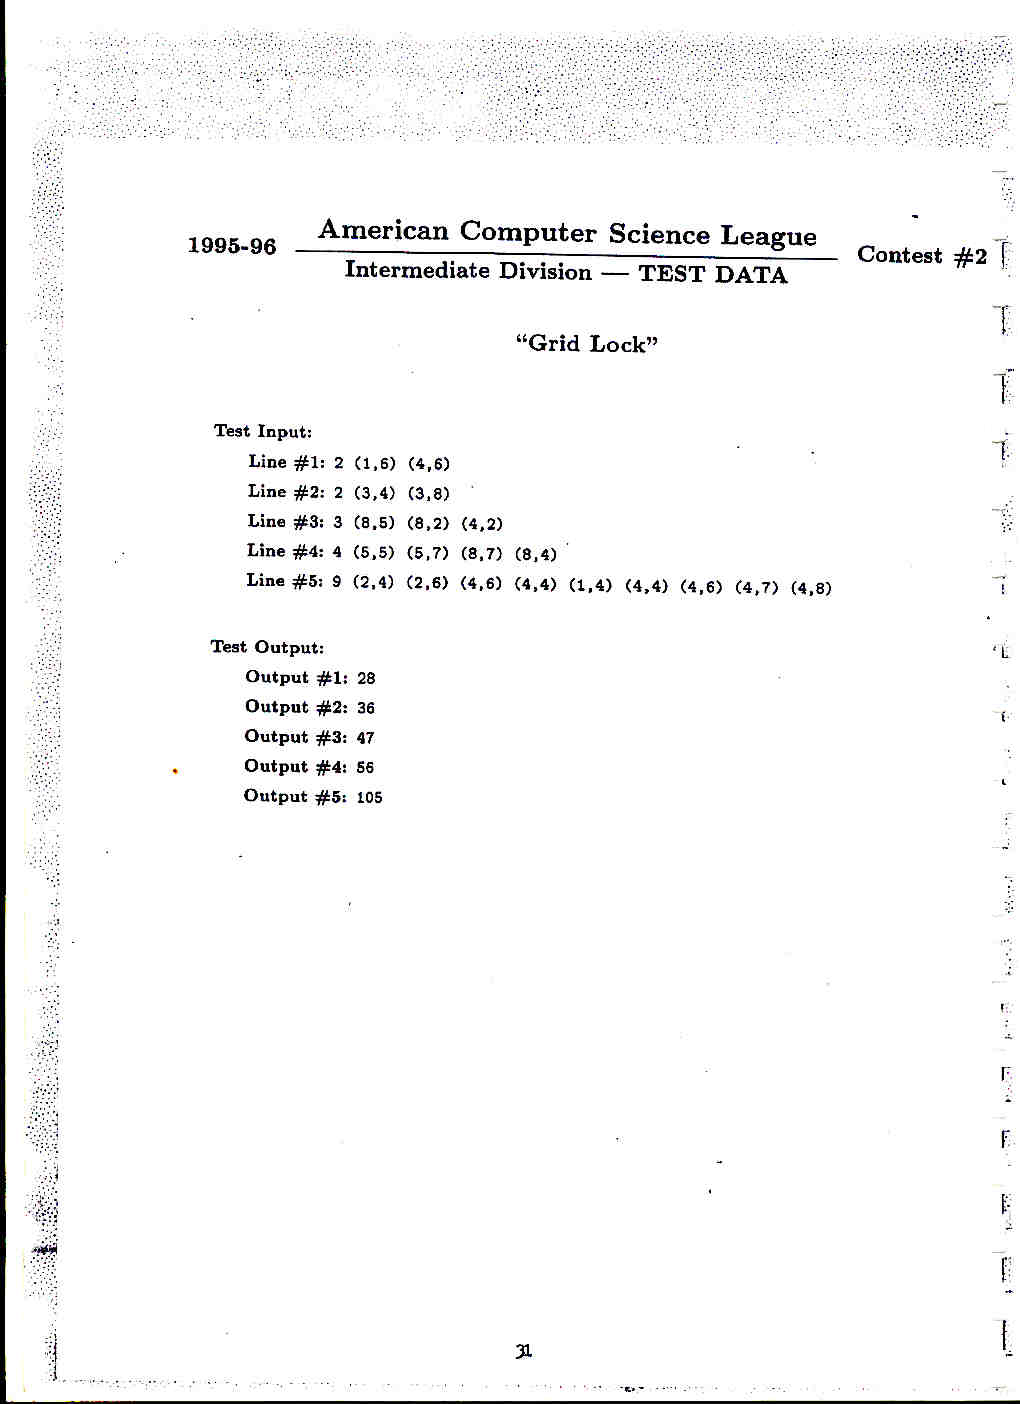 1995-96 American Computer Science League Contest #2
Intermediate Division — TEST DATA
“Grid Lock”
Test Input:
Line #1: 2 (1,6) (4,6)
Line #2: 2 (3,4) (3,8)
Line #3: 3 (8,5) (8,2) (4,2)
Line #4: 4 (5,5) (5,7) (8,7) (8,4)
Line #5: 9 (2,4) (2,6) (4,6) (4,4) (1,4) (4,4) (4,6) (4,7) (4,8)
Test Output:
Output #1: 28
Output #2: 36
Output #3: 47
Output #4: 56
Output #5: 105
31